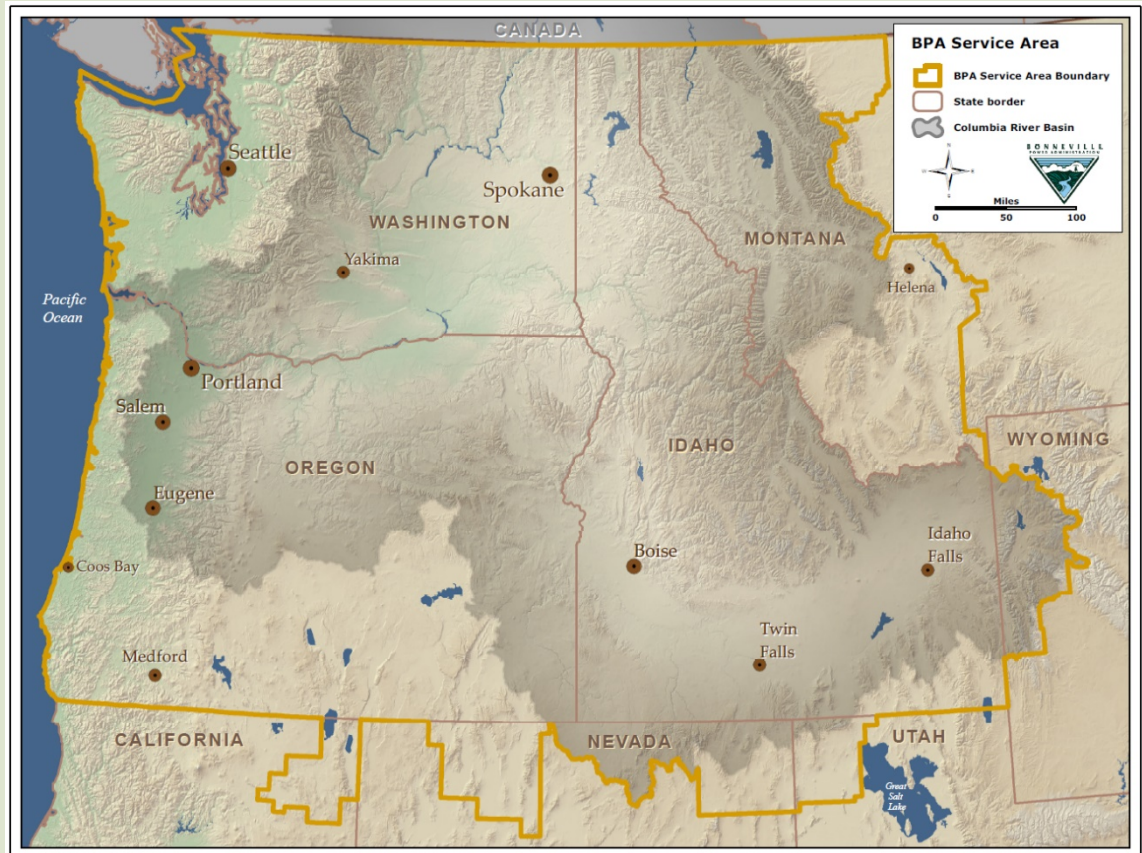 CANADA
BPA Service Area
BPA Service Area Boundary
State border
Columbia River Basin
N
W
E
S
BONNEVILLE
POWER ADMINISTRATION
Miles
0 50 100
Seattle
Spokane
WASHINGTON
MONTANA
Yakima
Helena
Pacific
Ocean
Portland
Salem
IDAHO
WYOMING
OREGON
Eugene
Boise
Idaho
Falls
Coos Bay
Twin
Falls
Medford
CALIFORNIA
NEVADA
UTAH
Great
Salt
Lake